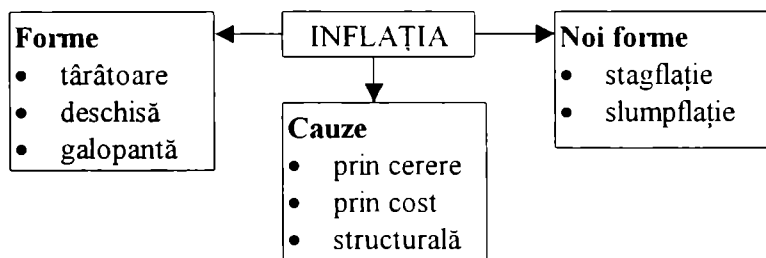 INFLAȚIA
Forme
• târâtoare
• deschisă
• galopantă
Cauze
• prin cerere
• prin cost
• structurală
Noi forme
• stagflație
• slumpflație